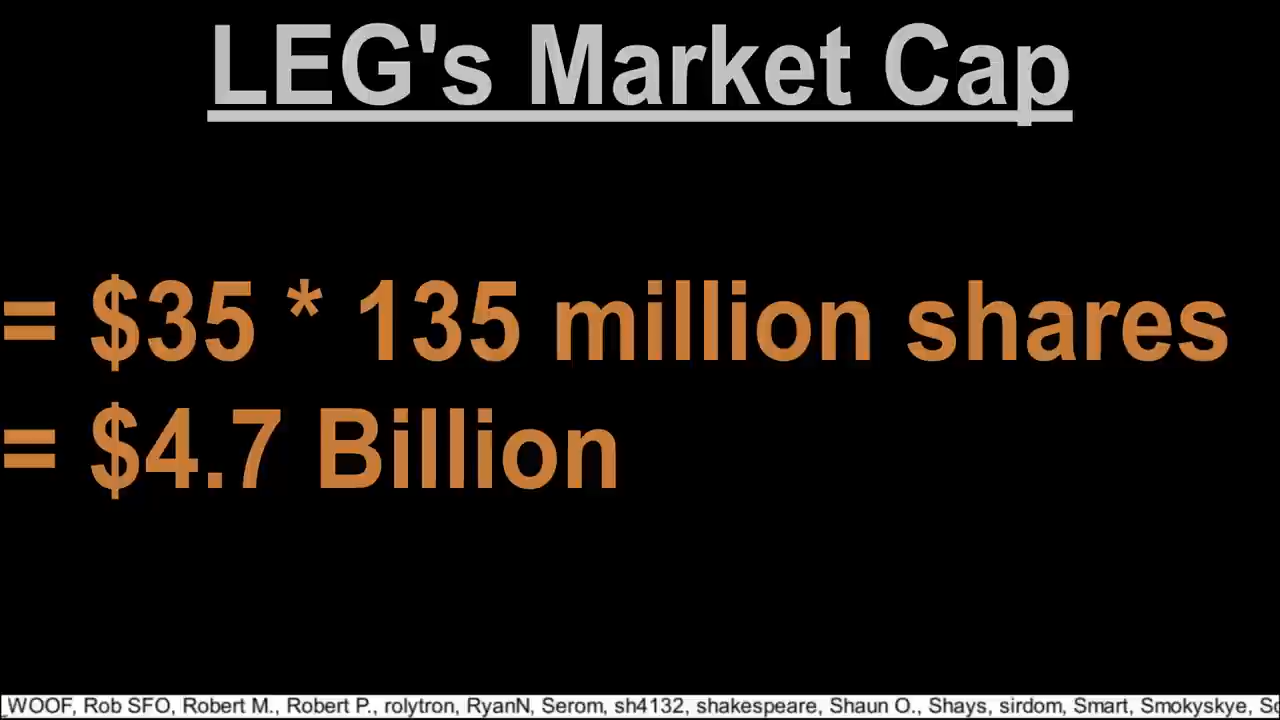 LEG's Market Cap
= $35 * 135 million shares
= $4.7 Billion
_WOOF, Rob SFO, Robert M., Robert P., rolytron, RyanN, Serom, sh4132, shakespeare, Shaun O., Shays, sirdom, Smart, Smokyskye,